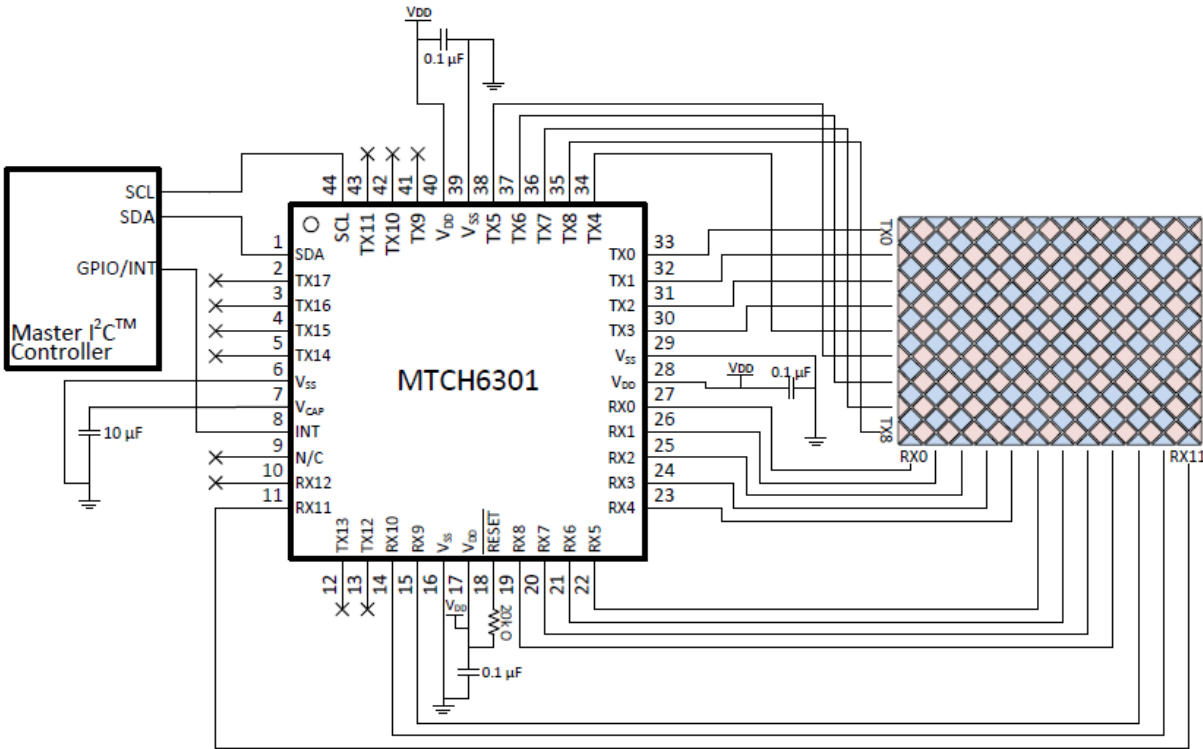 VDD
0.1 µF
SCL
SDA
GPIO/INT
Master I²C™
Controller
44
43
42
41
40
39
38
37
36
35
34
SCL
TX11
TX10
TX9
VDD
VSS
TX5
TX6
TX7
TX8
TX4
1
SDA
2
TX17
3
TX16
4
TX15
5
TX14
6
VSS
7
VCAP
8
INT
9
N/C
10
RX12
11
RX11
10 µF
MTCH6301
33
TX0
32
TX1
31
TX2
30
TX3
29
VSS
28
VDD
27
RX0
26
RX1
25
RX2
24
RX3
23
RX4
VDD
0.1 µF
TX0
TX8
RX0
RX11
TX13
TX12
RX10
RX9
VSS
VDD
RESET
RX8
RX7
RX6
RX5
12
13
14
15
16
17
18
19
20
21
22
VDD
20k Ω
0.1 µF